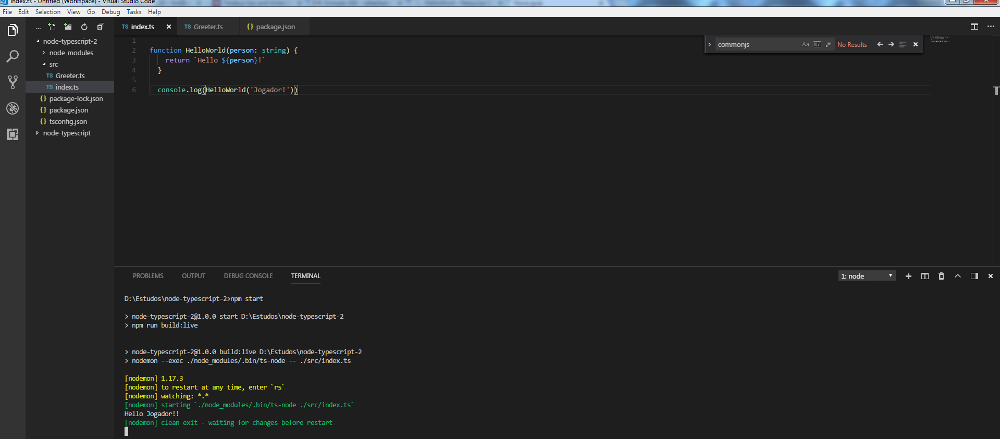 index.ts - Untitled (Workspace) - Visual Studio Code
File Edit Selection View Go Debug Tasks Help
...
TS index.ts
TS Greeter.ts
{} package.json
...
node-typescript-2
node_modules
src
TS Greeter.ts
TS index.ts
{} package-lock.json
{} package.json
{} tsconfig.json
node-typescript
commonjs Aa Abl .* No Results
1
2 function HelloWorld(person: string) {
3 return `Hello ${person}!`
4 }
5
6 console.log(HelloWorld('Jogador!'))
PROBLEMS OUTPUT DEBUG CONSOLE TERMINAL
1: node
D:\Estudos\node-typescript-2>npm start
> node-typescript-2@1.0.0 start D:\Estudos\node-typescript-2
> npm run build:live
> node-typescript-2@1.0.0 build:live D:\Estudos\node-typescript-2
> nodemon --exec ./node_modules/.bin/ts-node -- ./src/index.ts
[nodemon] 1.17.3
[nodemon] to restart at any time, enter `rs`
[nodemon] watching: *.*
[nodemon] starting `./node_modules/.bin/ts-node ./src/index.ts`
Hello Jogador!!
[nodemon] clean exit - waiting for changes before restart